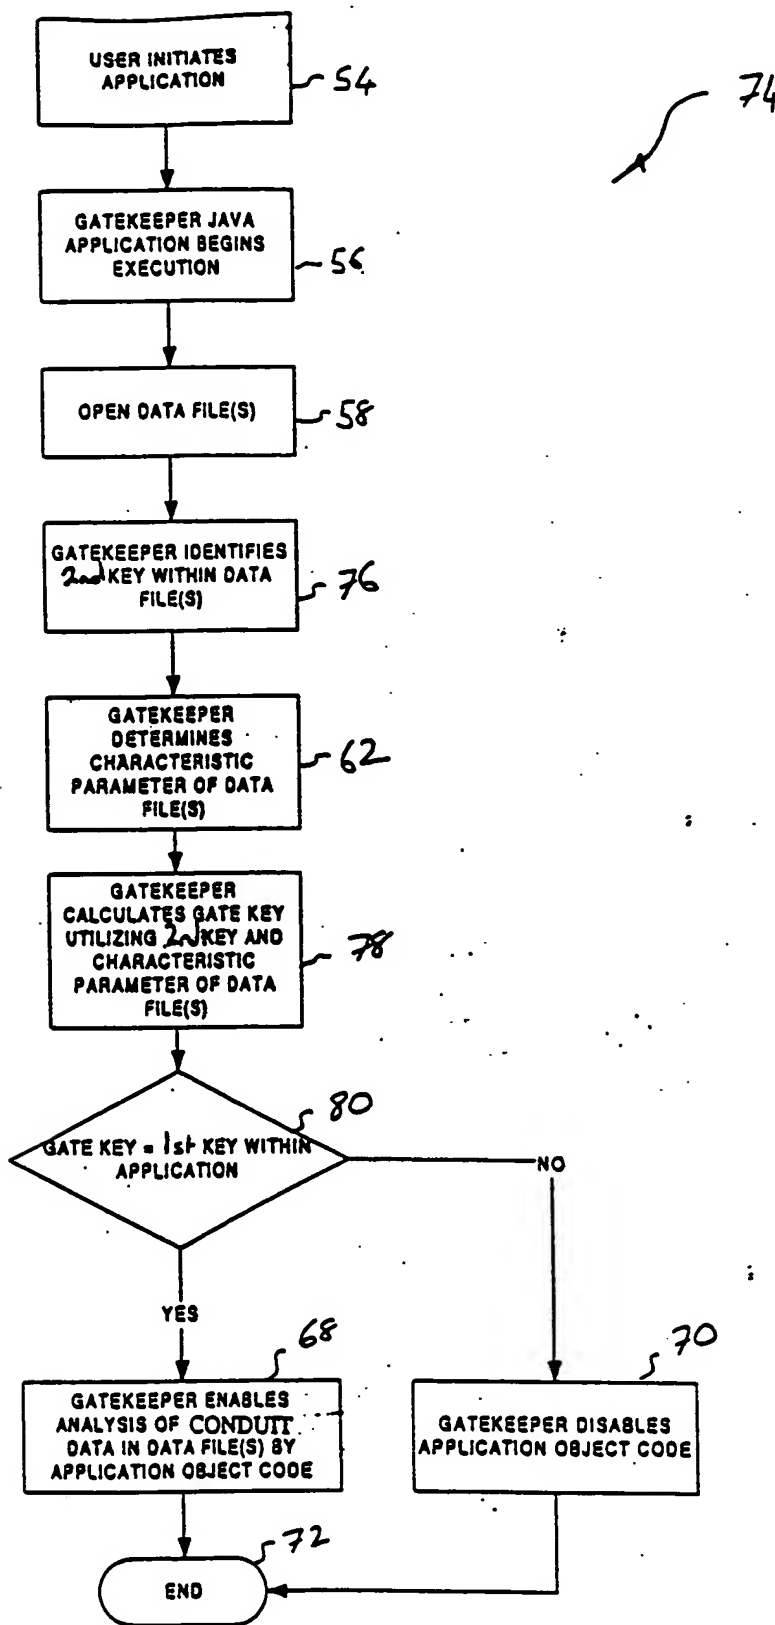 USER INITIATES
APPLICATION
54
74
GATEKEEPER JAVA
APPLICATION BEGINS
EXECUTION
56
OPEN DATA FILE(S)
58
GATEKEEPER IDENTIFIES
2nd KEY WITHIN DATA
FILE(S)
76
GATEKEEPER
DETERMINES
CHARACTERISTIC
PARAMETER OF DATA
FILE(S)
62
GATEKEEPER
CALCULATES GATE KEY
UTILIZING 2nd KEY AND
CHARACTERISTIC
PARAMETER OF DATA
FILE(S)
78
80
GATE KEY = 1st KEY WITHIN
APPLICATION
NO
YES
68
GATEKEEPER ENABLES
ANALYSIS OF CONDUIT
DATA IN DATA FILE(S) BY
APPLICATION OBJECT CODE
70
GATEKEEPER DISABLES
APPLICATION OBJECT CODE
72
END